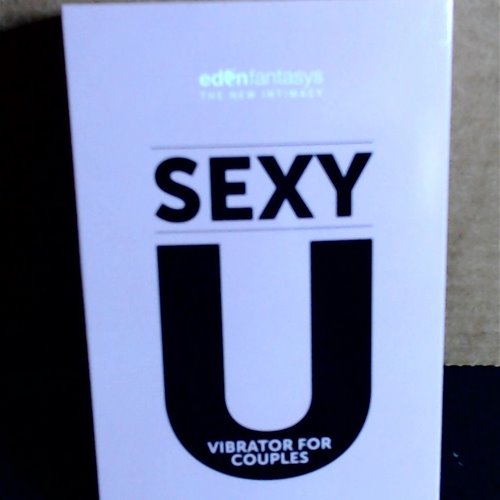 edenfantasys
THE NEW INTIMACY
SEXY
U
VIBRATOR FOR
COUPLES